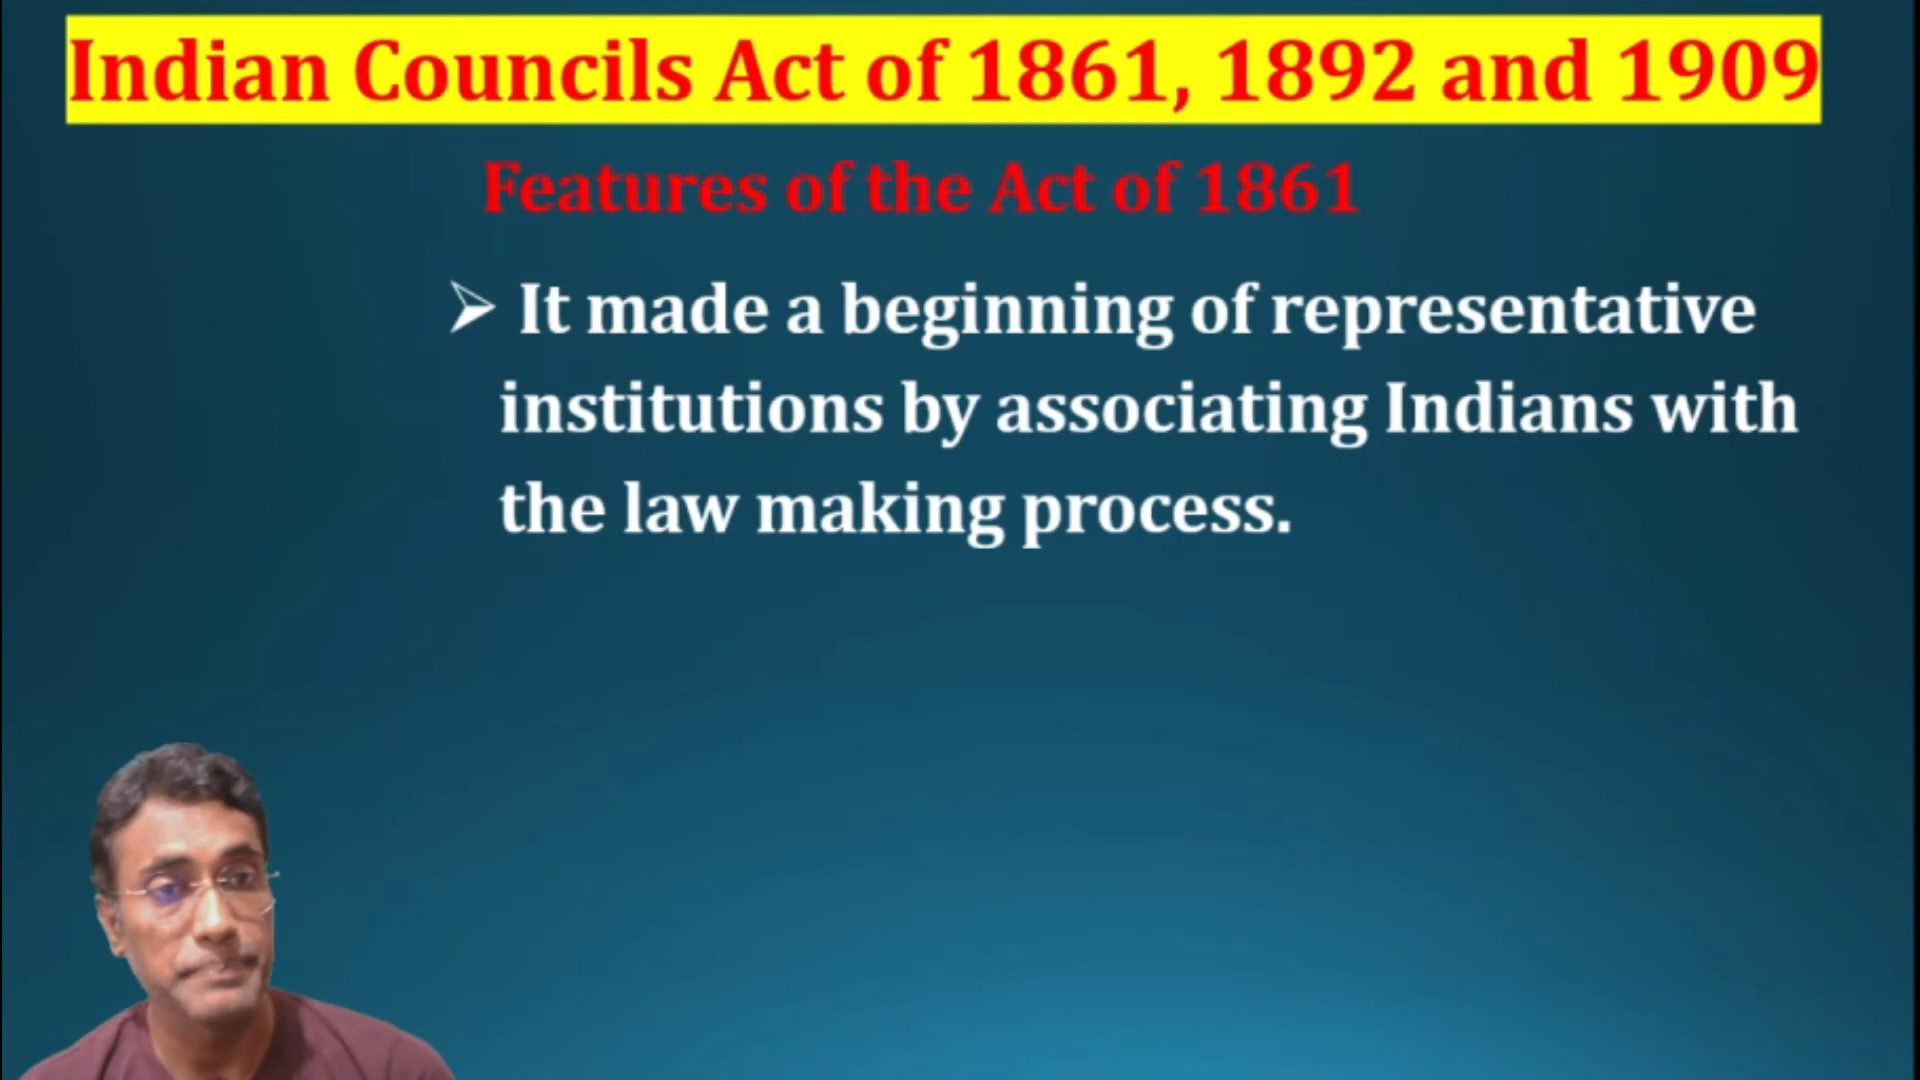 Indian Councils Act of 1861, 1892 and 1909
Features of the Act of 1861
➢ It made a beginning of representative
institutions by associating Indians with
the law making process.